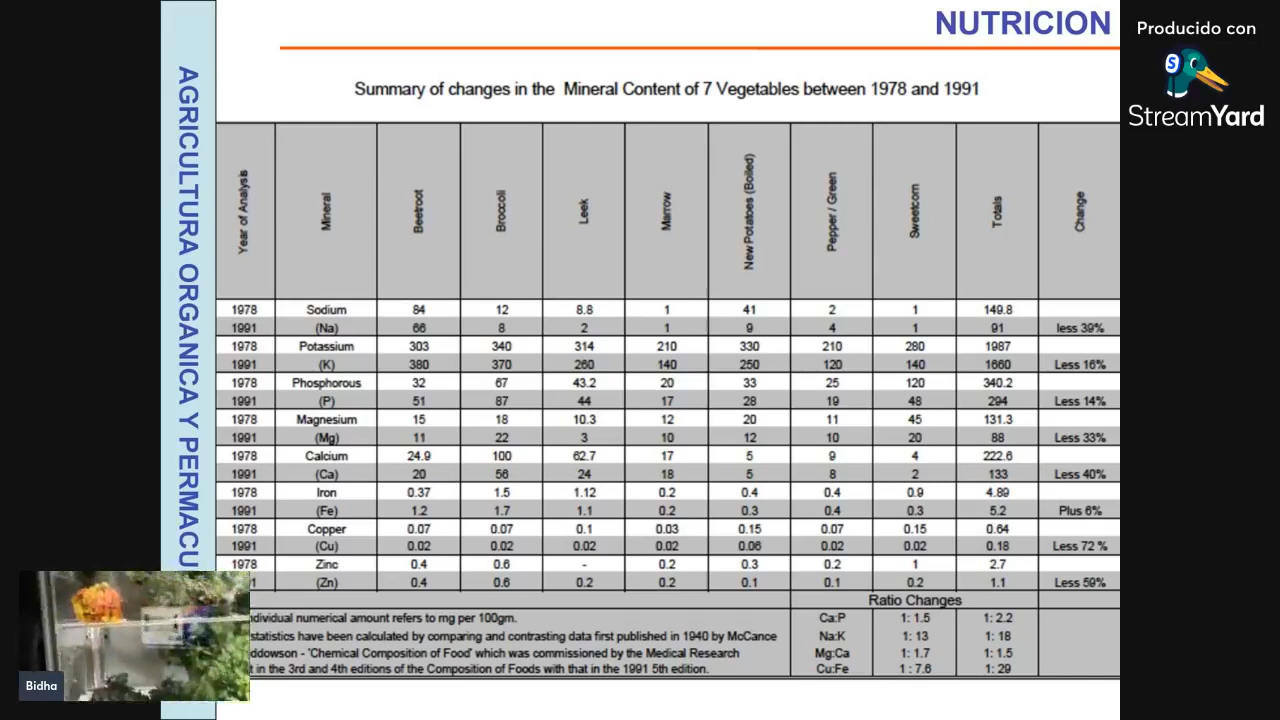 NUTRICION
Producido con
StreamYard
AGRICULTURA ORGANICA Y PERMACU
Summary of changes in the Mineral Content of 7 Vegetables between 1978 and 1991
Year of Analysis Mineral Beetroot Broccoli Leek Marrow New Potatoes (Boiled) Pepper / Green Sweetcorn Totals Change
1978 Sodium 84 12 8.8 1 41 2 1 149.8
1991 (Na) 66 8 2 1 9 4 1 91 less 39%
1978 Potassium 303 340 314 210 330 210 280 1987
1991 (K) 380 370 260 140 250 120 140 1660 Less 16%
1978 Phosphorous 32 67 43.2 20 33 25 120 340.2
1991 (P) 51 87 44 17 28 19 48 294 Less 14%
1978 Magnesium 15 18 10.3 12 20 11 45 131.3
1991 (Mg) 11 22 3 10 12 10 20 88 Less 33%
1978 Calcium 24.9 100 62.7 17 5 9 4 222.6
1991 (Ca) 20 56 24 18 5 8 2 133 Less 40%
1978 Iron 0.37 1.5 1.12 0.2 0.4 0.4 0.9 4.89
1991 (Fe) 1.2 1.7 1.1 0.2 0.3 0.4 0.3 5.2 Plus 6%
1978 Copper 0.07 0.07 0.1 0.03 0.15 0.07 0.15 0.64
1991 (Cu) 0.02 0.02 0.02 0.02 0.06 0.02 0.02 0.18 Less 72 %
1978 Zinc 0.4 0.6 - 0.2 0.3 0.2 1 2.7
1 (Zn) 0.4 0.6 0.2 0.2 0.1 0.1 0.2 1.1 Less 59%
Ratio Changes
ndividual numerical amount refers to mg per 100gm. Ca:P 1: 1.5 1: 2.2
statistics have been calculated by comparing and contrasting data first published in 1940 by McCance Na:K 1: 13 1: 18
ddowson - 'Chemical Composition of Food' which was commissioned by the Medical Research Mg:Ca 1: 1.7 1: 1.5
t in the 3rd and 4th editions of the Composition of Foods with that in the 1991 5th edition. Cu:Fe 1 : 7.6 1: 29
Bidha